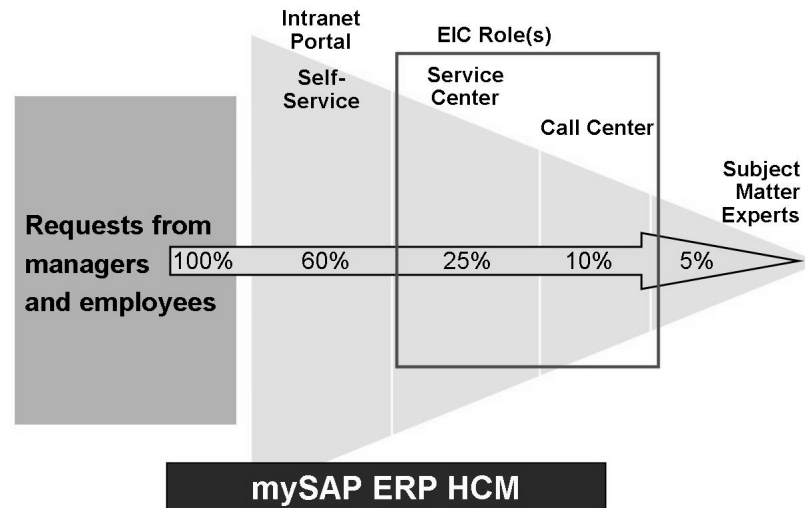 Intranet
Portal
EIC Role(s)
Self-
Service
Service
Center
Call Center
Subject
Matter
Experts
Requests from
managers
and employees
100%
60%
25%
10%
5%
mySAP ERP HCM